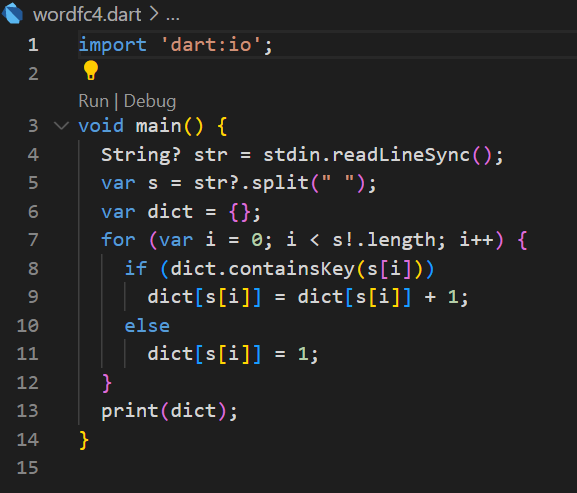 wordfc4.dart > ...
1 import 'dart:io';
2
Run | Debug
3 void main() {
4   String? str = stdin.readLineSync();
5   var s = str?.split(" ");
6   var dict = {};
7   for (var i = 0; i < s!.length; i++) {
8     if (dict.containsKey(s[i]))
9       dict[s[i]] = dict[s[i]] + 1;
10     else
11       dict[s[i]] = 1;
12   }
13   print(dict);
14 }
15